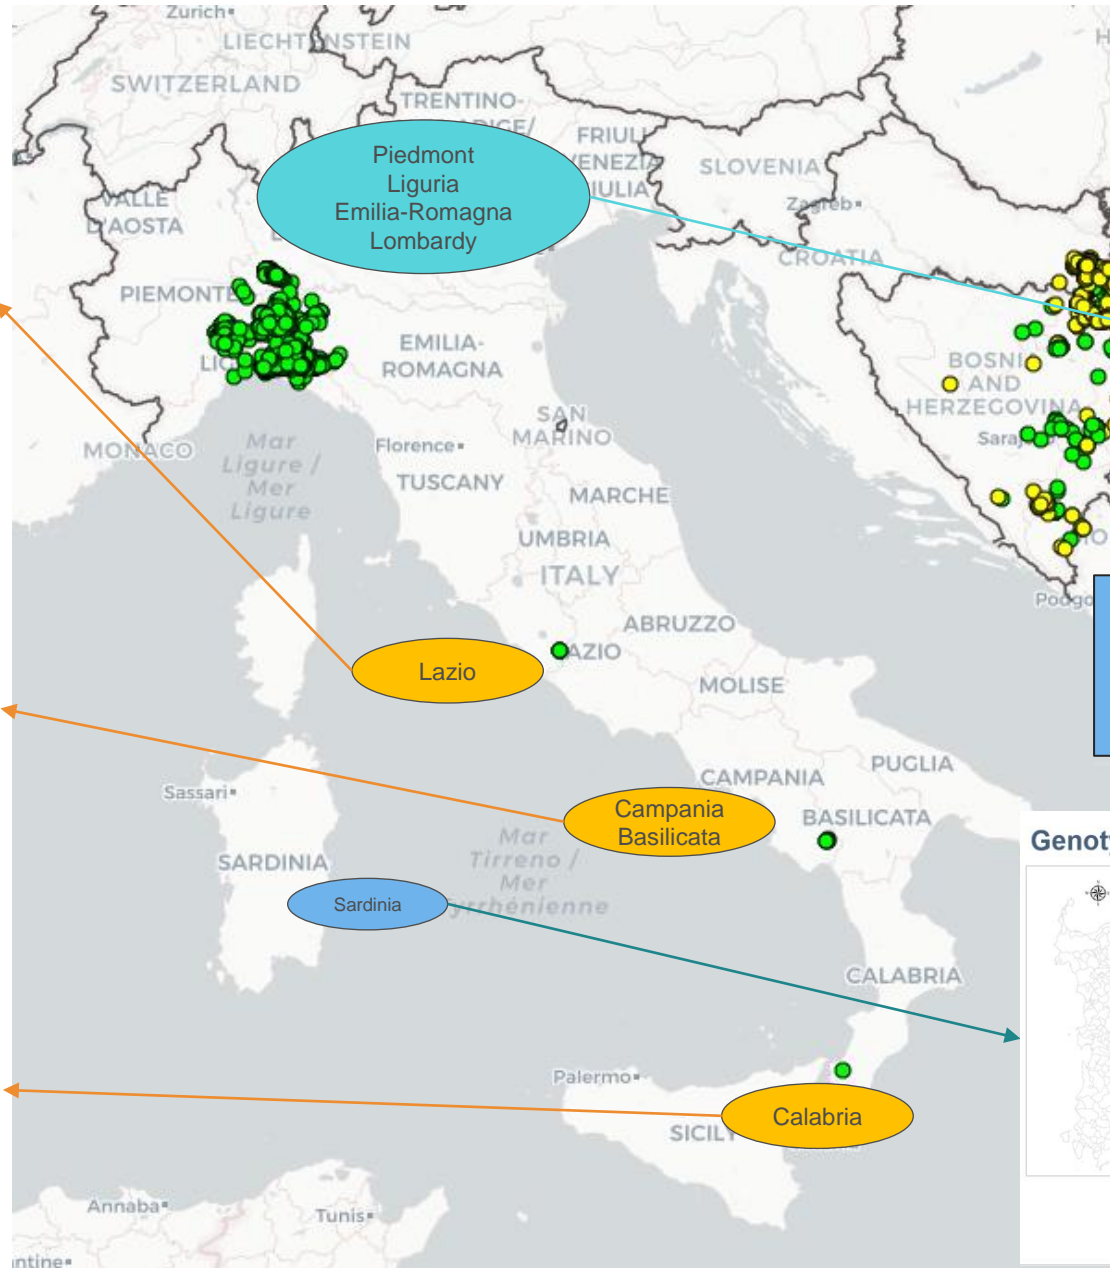 Zurich
LIECHTENSTEIN
SWITZERLAND
TRENTINO-
Piedmont
Liguria
Emilia-Romagna
Lombardy
FRIULI
VENEZIA
SLOVENIA
VALLE
D'AOSTA
Zagreb
CROATIA
PIEMONTE
EMILIA-
ROMAGNA
BOSNIA
AND
HERZEGOVINA
SAN
MARINO
MONACO
Mar
Ligure /
Mer
Ligure
Florence
TUSCANY
MARCHE
UMBRIA
ITALY
ABRUZZO
Lazio
MOLISE
CAMPANIA
PUGLIA
Sassari
Campania
Basilicata
BASILICATA
SARDINIA
Mar
Tirreno /
Mer
Sardinia
CALABRIA
Palermo
Calabria
SICILY
Annaba
Tunis